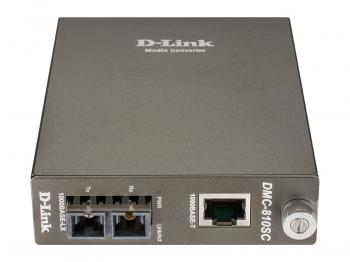 D-Link
Media Converter
D-Link
1000BASE-LX
Tx
Rx
PWR
Link/Act
1000BASE-T
DMC-810SC